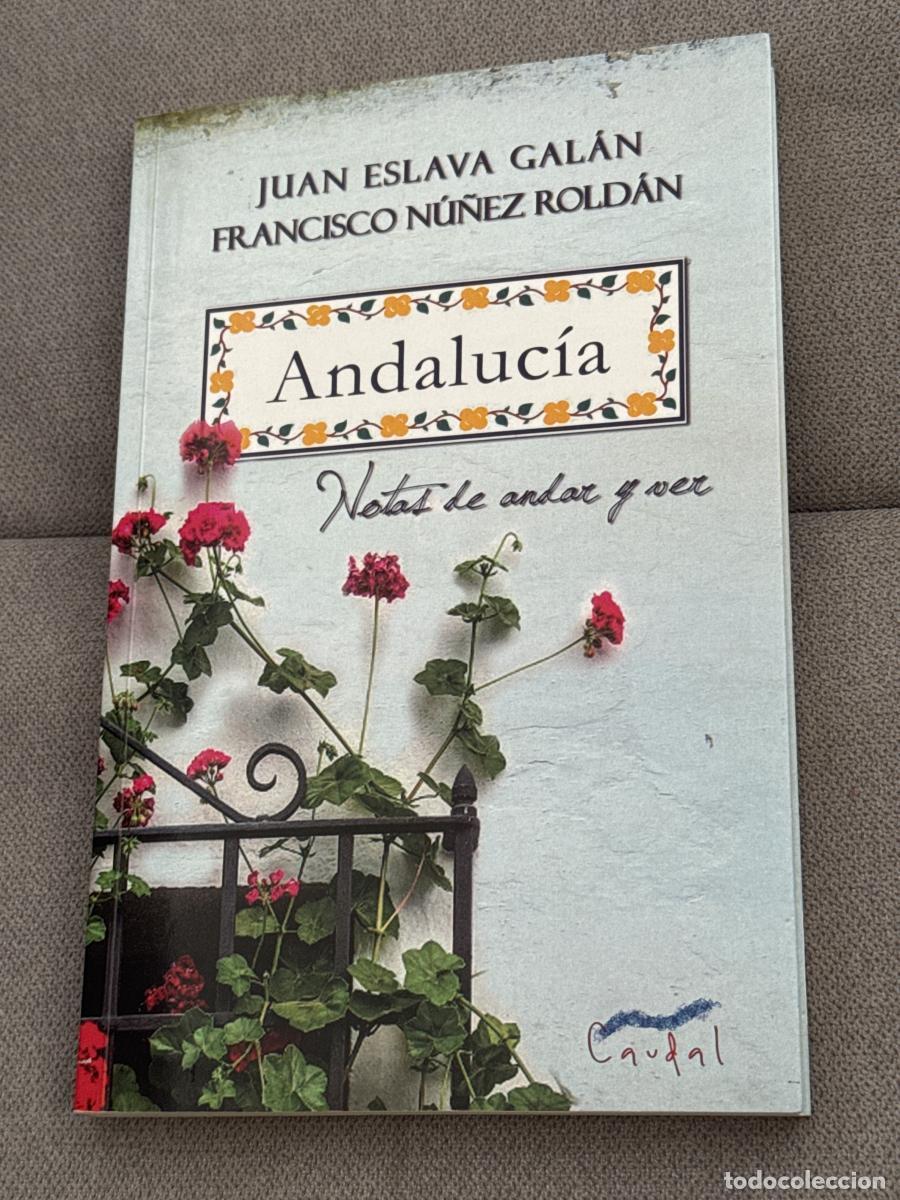 JUAN ESLAVA GALÁN
FRANCISCO NÚÑEZ ROLDÁN
Andalucía
Notas de andar y ver
Caudal
todocoleccion